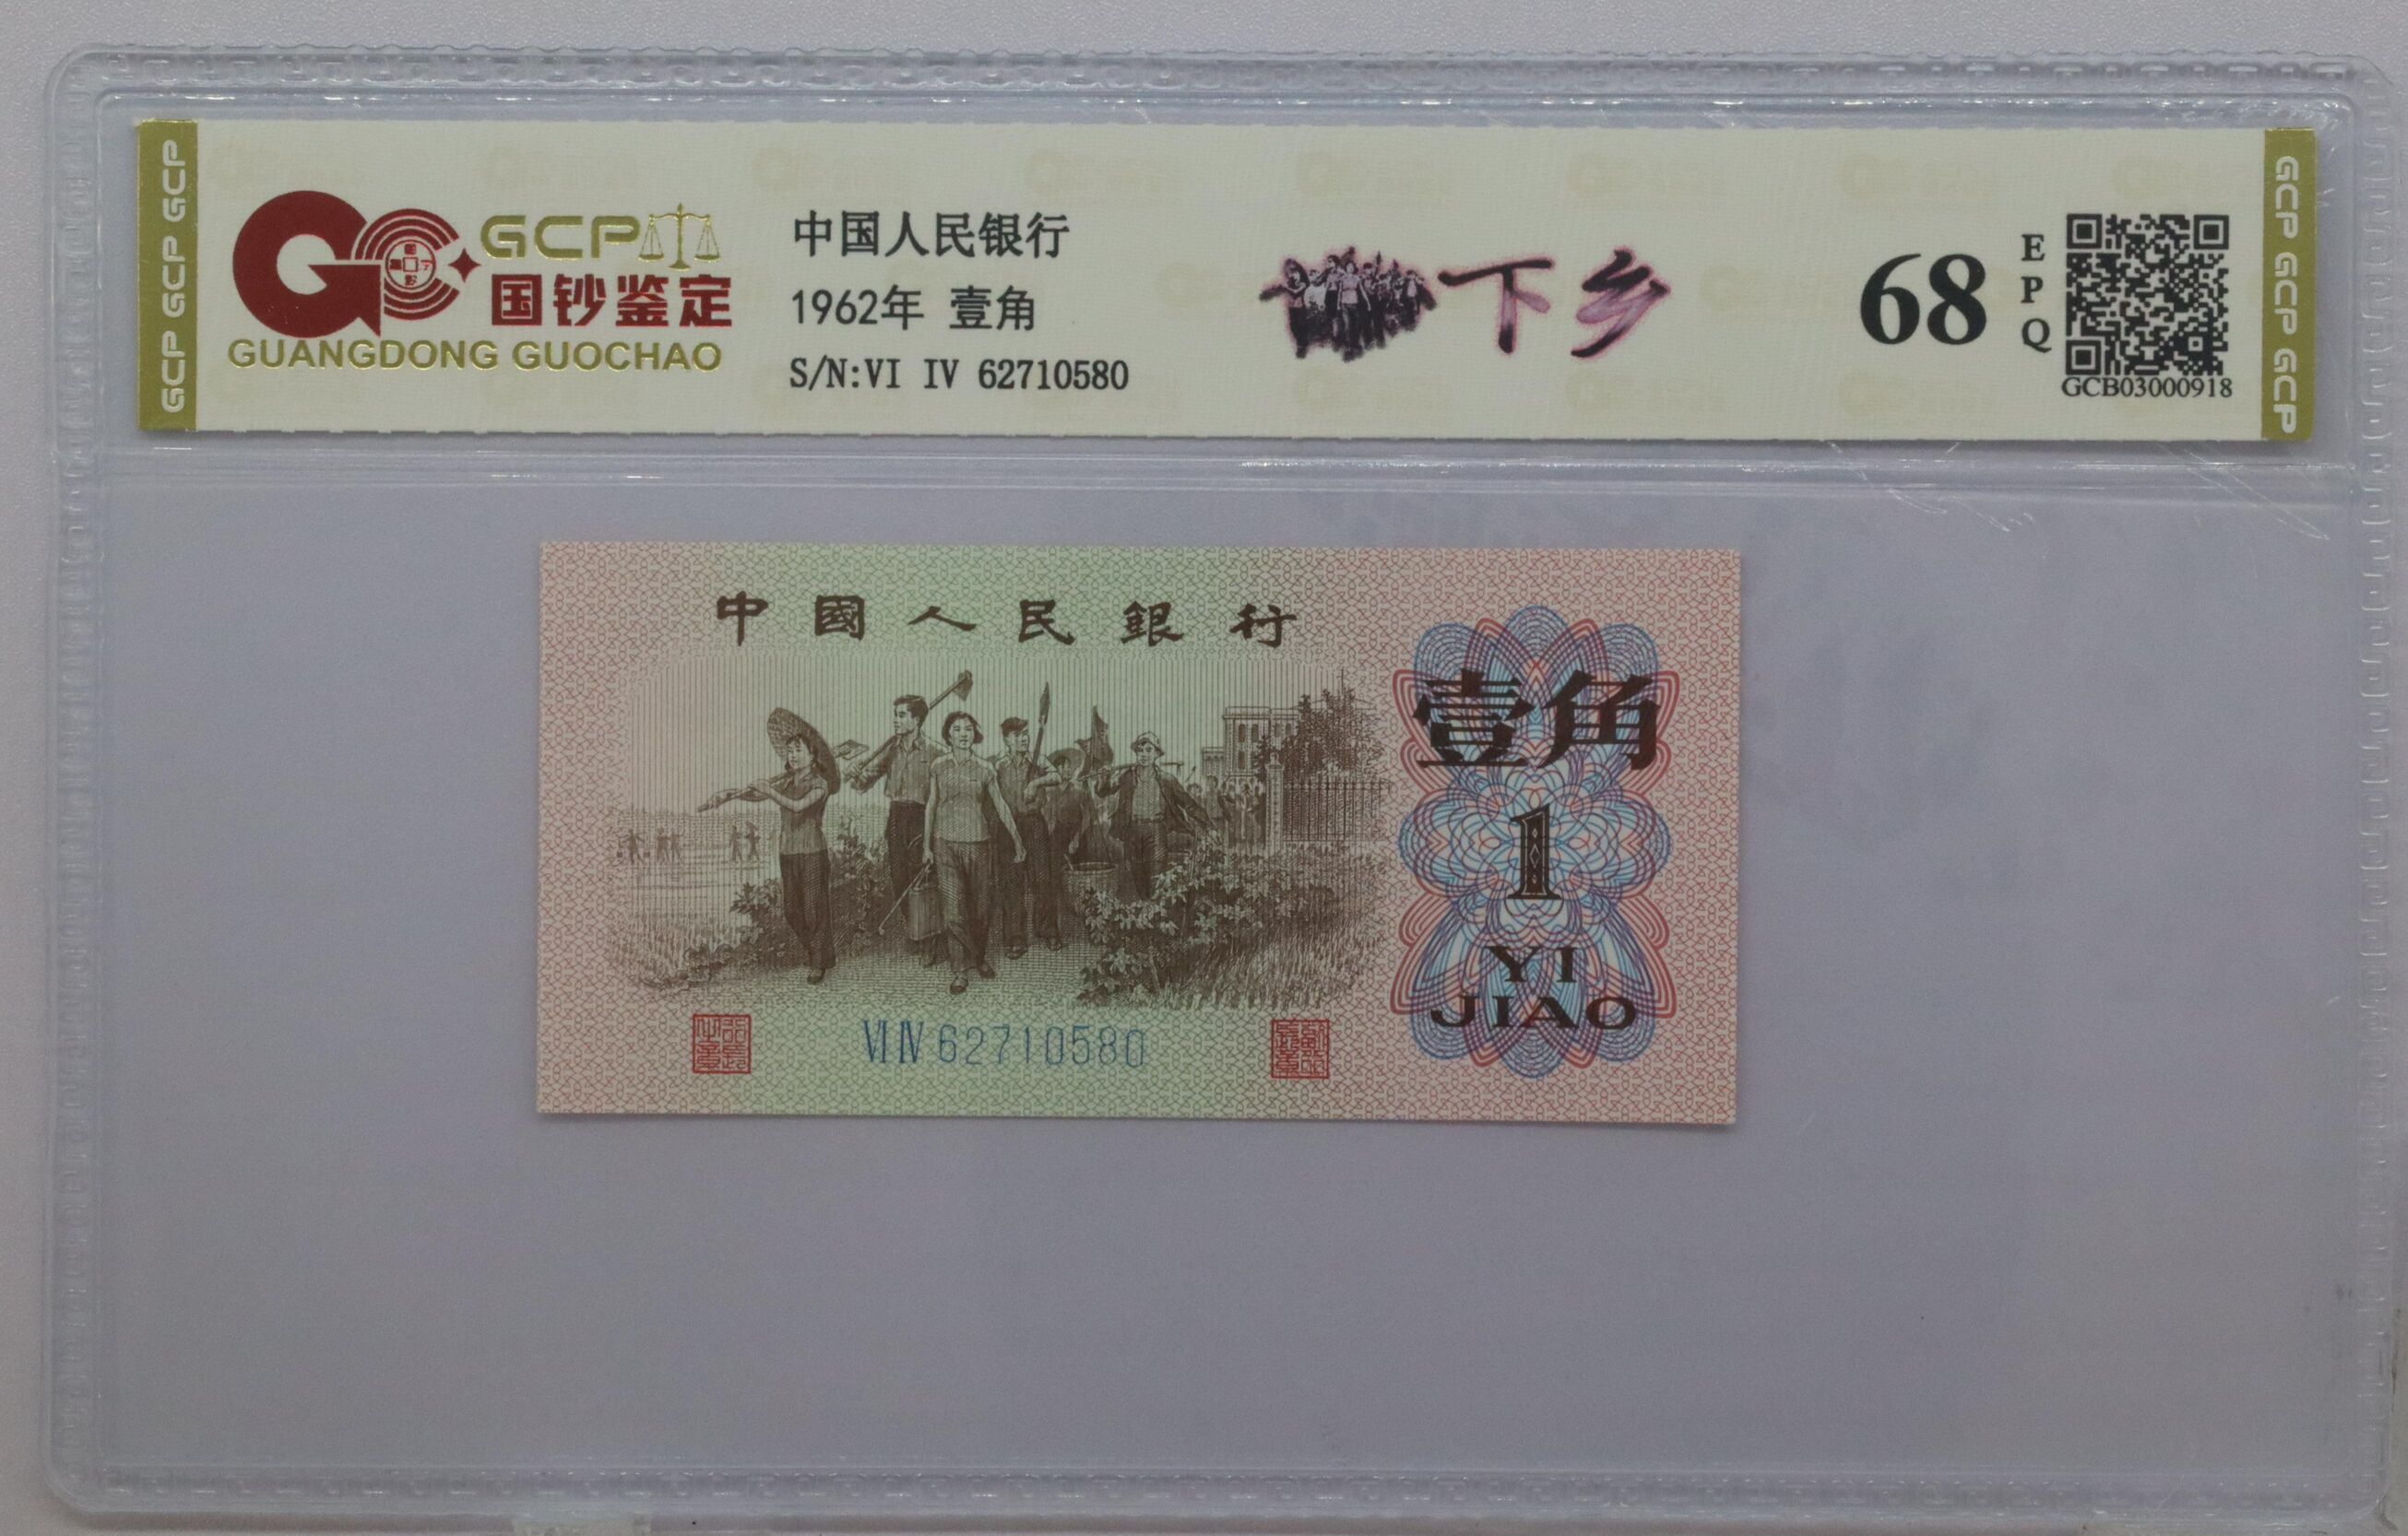 GCP GCP GCP
GCP
国钞鉴定
GUANGDONG GUOCHAO
中国人民银行
1962年 壹角
S/N:VI IV 62710580
下乡
68
EPQ
GCB03000918
GCP GCP GCP
中國人民銀行
壹角
1
YI
JIAO
VI IV 62710580